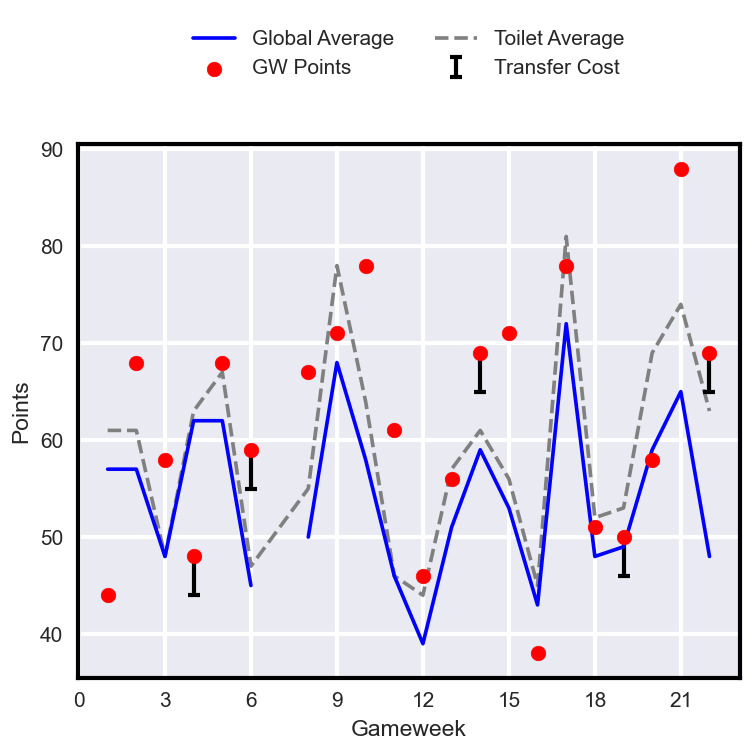 Global Average
Toilet Average
GW Points
Transfer Cost
90
80
70
60
50
40
Points
0 3 6 9 12 15 18 21
Gameweek